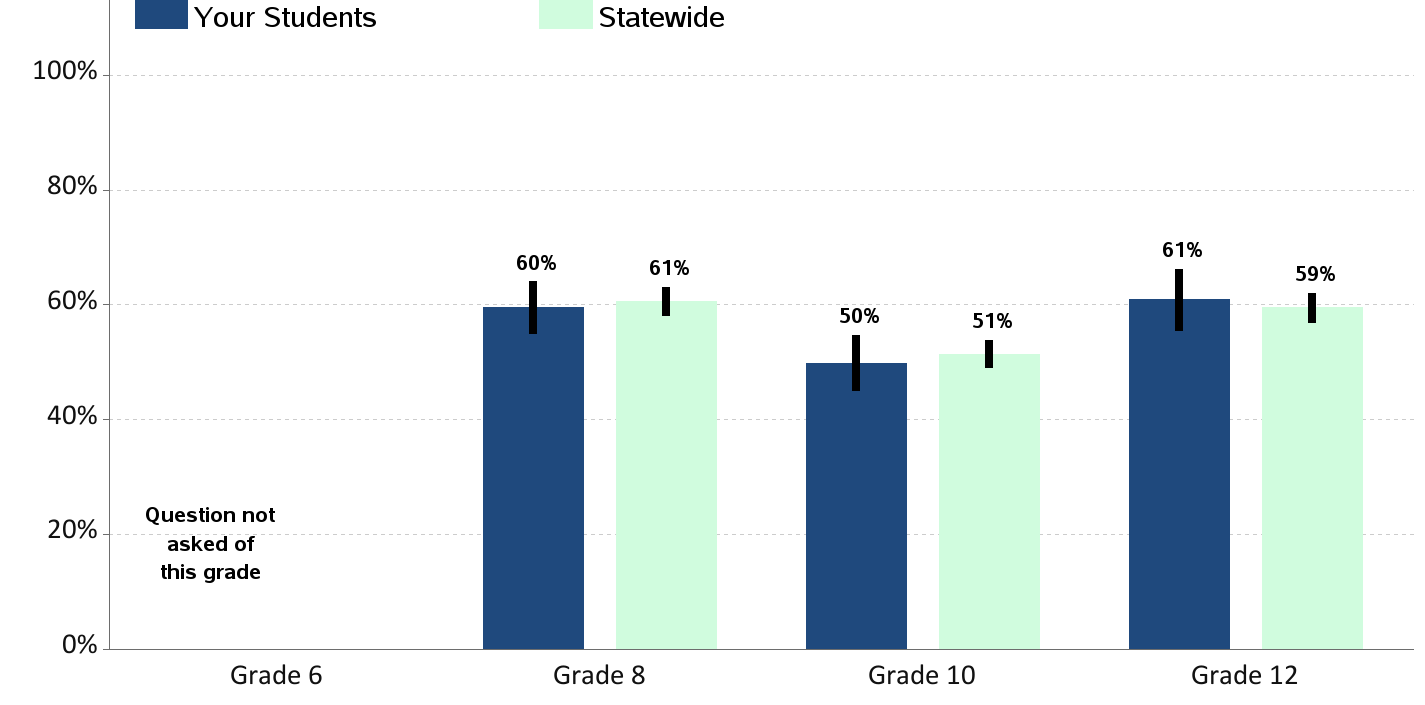 Your Students
Statewide
100%
80%
60%
40%
20%
0%
60%
61%
50%
51%
61%
59%
Question not
asked of
this grade
Grade 6
Grade 8
Grade 10
Grade 12